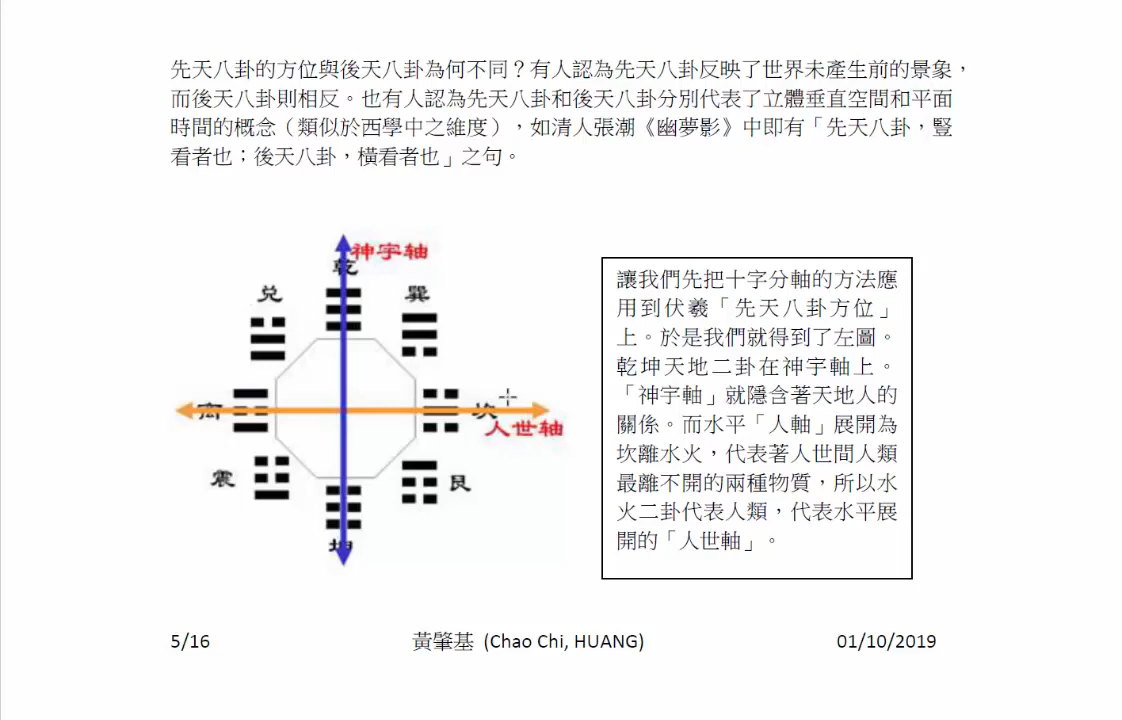 先天八卦的方位與後天八卦為何不同？有人認為先天八卦反映了世界未產生前的景象，
而後天八卦則相反。也有人認為先天八卦和後天八卦分別代表了立體垂直空間和平面
時間的概念（類似於西學中之維度），如清人張潮《幽夢影》中即有「先天八卦，豎
看者也；後天八卦，橫看者也」之句。
神宇轴
乾
兑
巽
离
坎
人世轴
震
艮
坤
讓我們先把十字分軸的方法應
用到伏羲「先天八卦方位」
上。於是我們就得到了左圖。
乾坤天地二卦在神宇軸上。
「神宇軸」就隱含著天地人的
關係。而水平「人軸」展開為
坎離水火，代表著人世間人類
最離不開的兩種物質，所以水
火二卦代表人類，代表水平展
開的「人世軸」。
5/16
黃肇基 (Chao Chi, HUANG)
01/10/2019